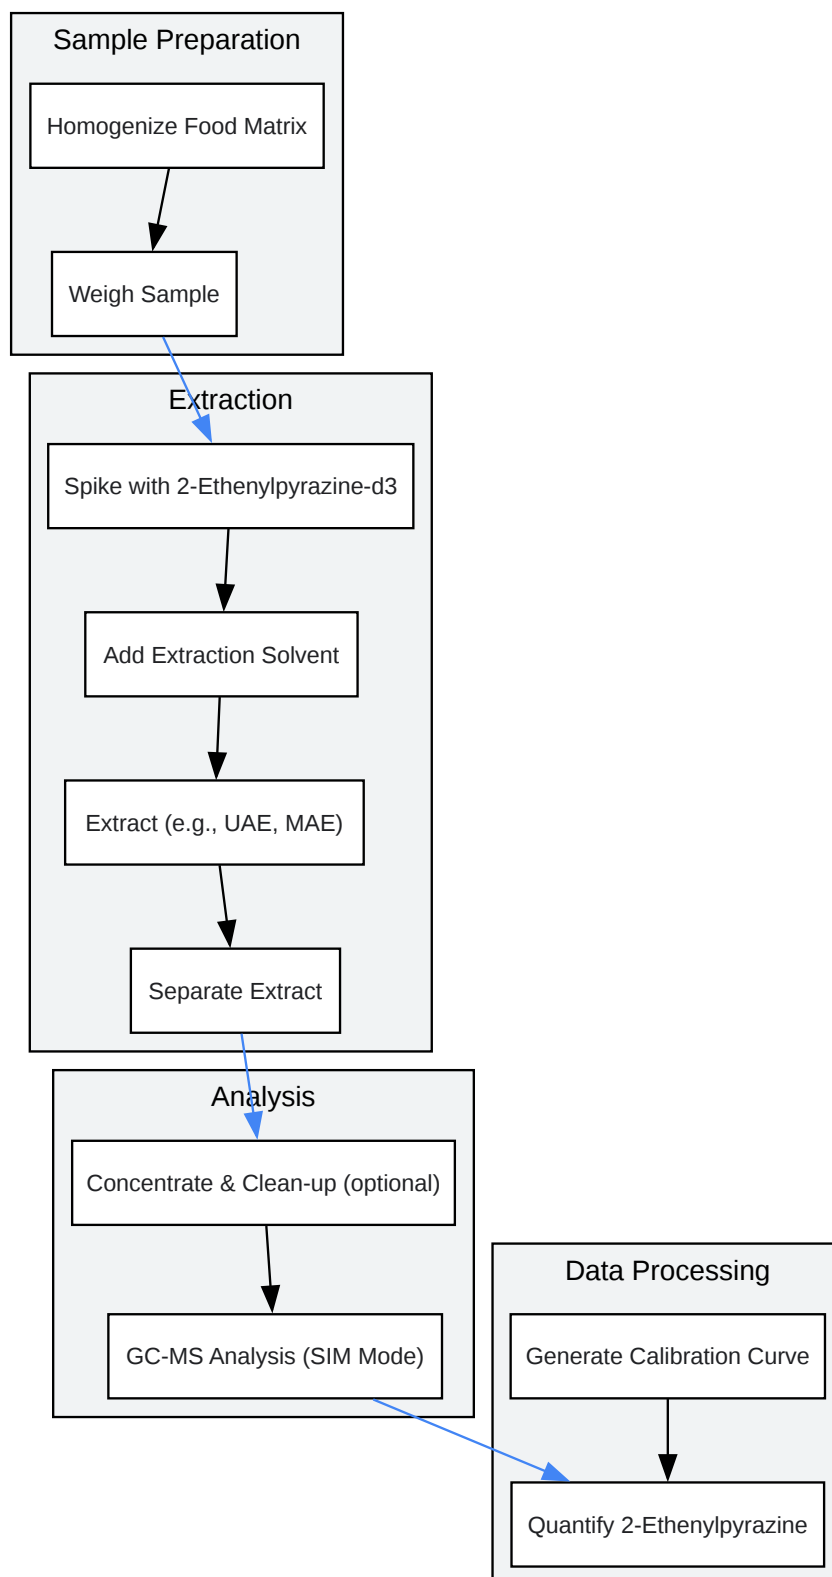 Sample Preparation
Homogenize Food Matrix
Weigh Sample
Extraction
Spike with 2-Ethenylpyrazine-d3
Add Extraction Solvent
Extract (e.g., UAE, MAE)
Separate Extract
Analysis
Concentrate & Clean-up (optional)
GC-MS Analysis (SIM Mode)
Data Processing
Generate Calibration Curve
Quantify 2-Ethenylpyrazine